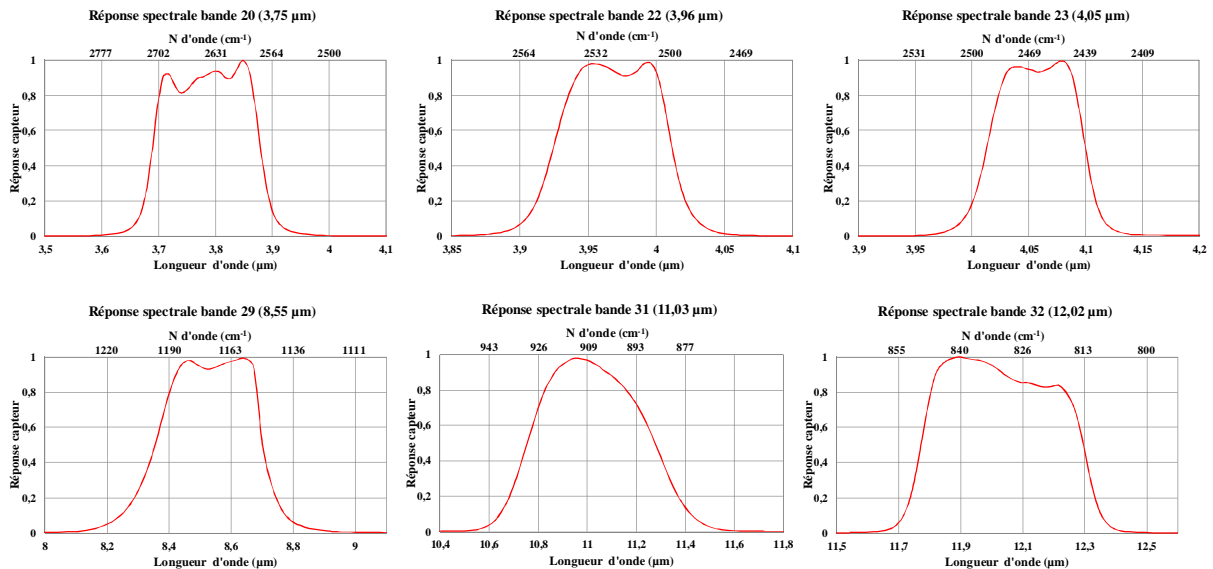 Réponse spectrale bande 20 (3,75 µm)
N d'onde (cm-1)
2777 2702 2631 2564 2500
1
0,8
0,6
0,4
0,2
0
Réponse capteur
3,5 3,6 3,7 3,8 3,9 4 4,1
Longueur d'onde (µm)
Réponse spectrale bande 22 (3,96 µm)
N d'onde (cm-1)
2564 2532 2500 2469
1
0,8
0,6
0,4
0,2
0
Réponse capteur
3,85 3,9 3,95 4 4,05 4,1
Longueur d'onde (µm)
Réponse spectrale bande 23 (4,05 µm)
N d'onde (cm-1)
2531 2500 2469 2439 2409
1
0,8
0,6
0,4
0,2
0
Réponse capteur
3,9 3,95 4 4,05 4,1 4,15 4,2
Longueur d'onde (µm)
Réponse spectrale bande 29 (8,55 µm)
N d'onde (cm-1)
1220 1190 1163 1136 1111
1
0,8
0,6
0,4
0,2
0
Réponse capteur
8 8,2 8,4 8,6 8,8 9
Longueur d'onde (µm)
Réponse spectrale bande 31 (11,03 µm)
N d'onde (cm-1)
943 926 909 893 877
1
0,8
0,6
0,4
0,2
0
Réponse capteur
10,4 10,6 10,8 11 11,2 11,4 11,6 11,8
Longueur d'onde (µm)
Réponse spectrale bande 32 (12,02 µm)
N d'onde (cm-1)
855 840 826 813 800
1
0,8
0,6
0,4
0,2
0
Réponse capteur
11,5 11,7 11,9 12,1 12,3 12,5
Longueur d'onde (µm)